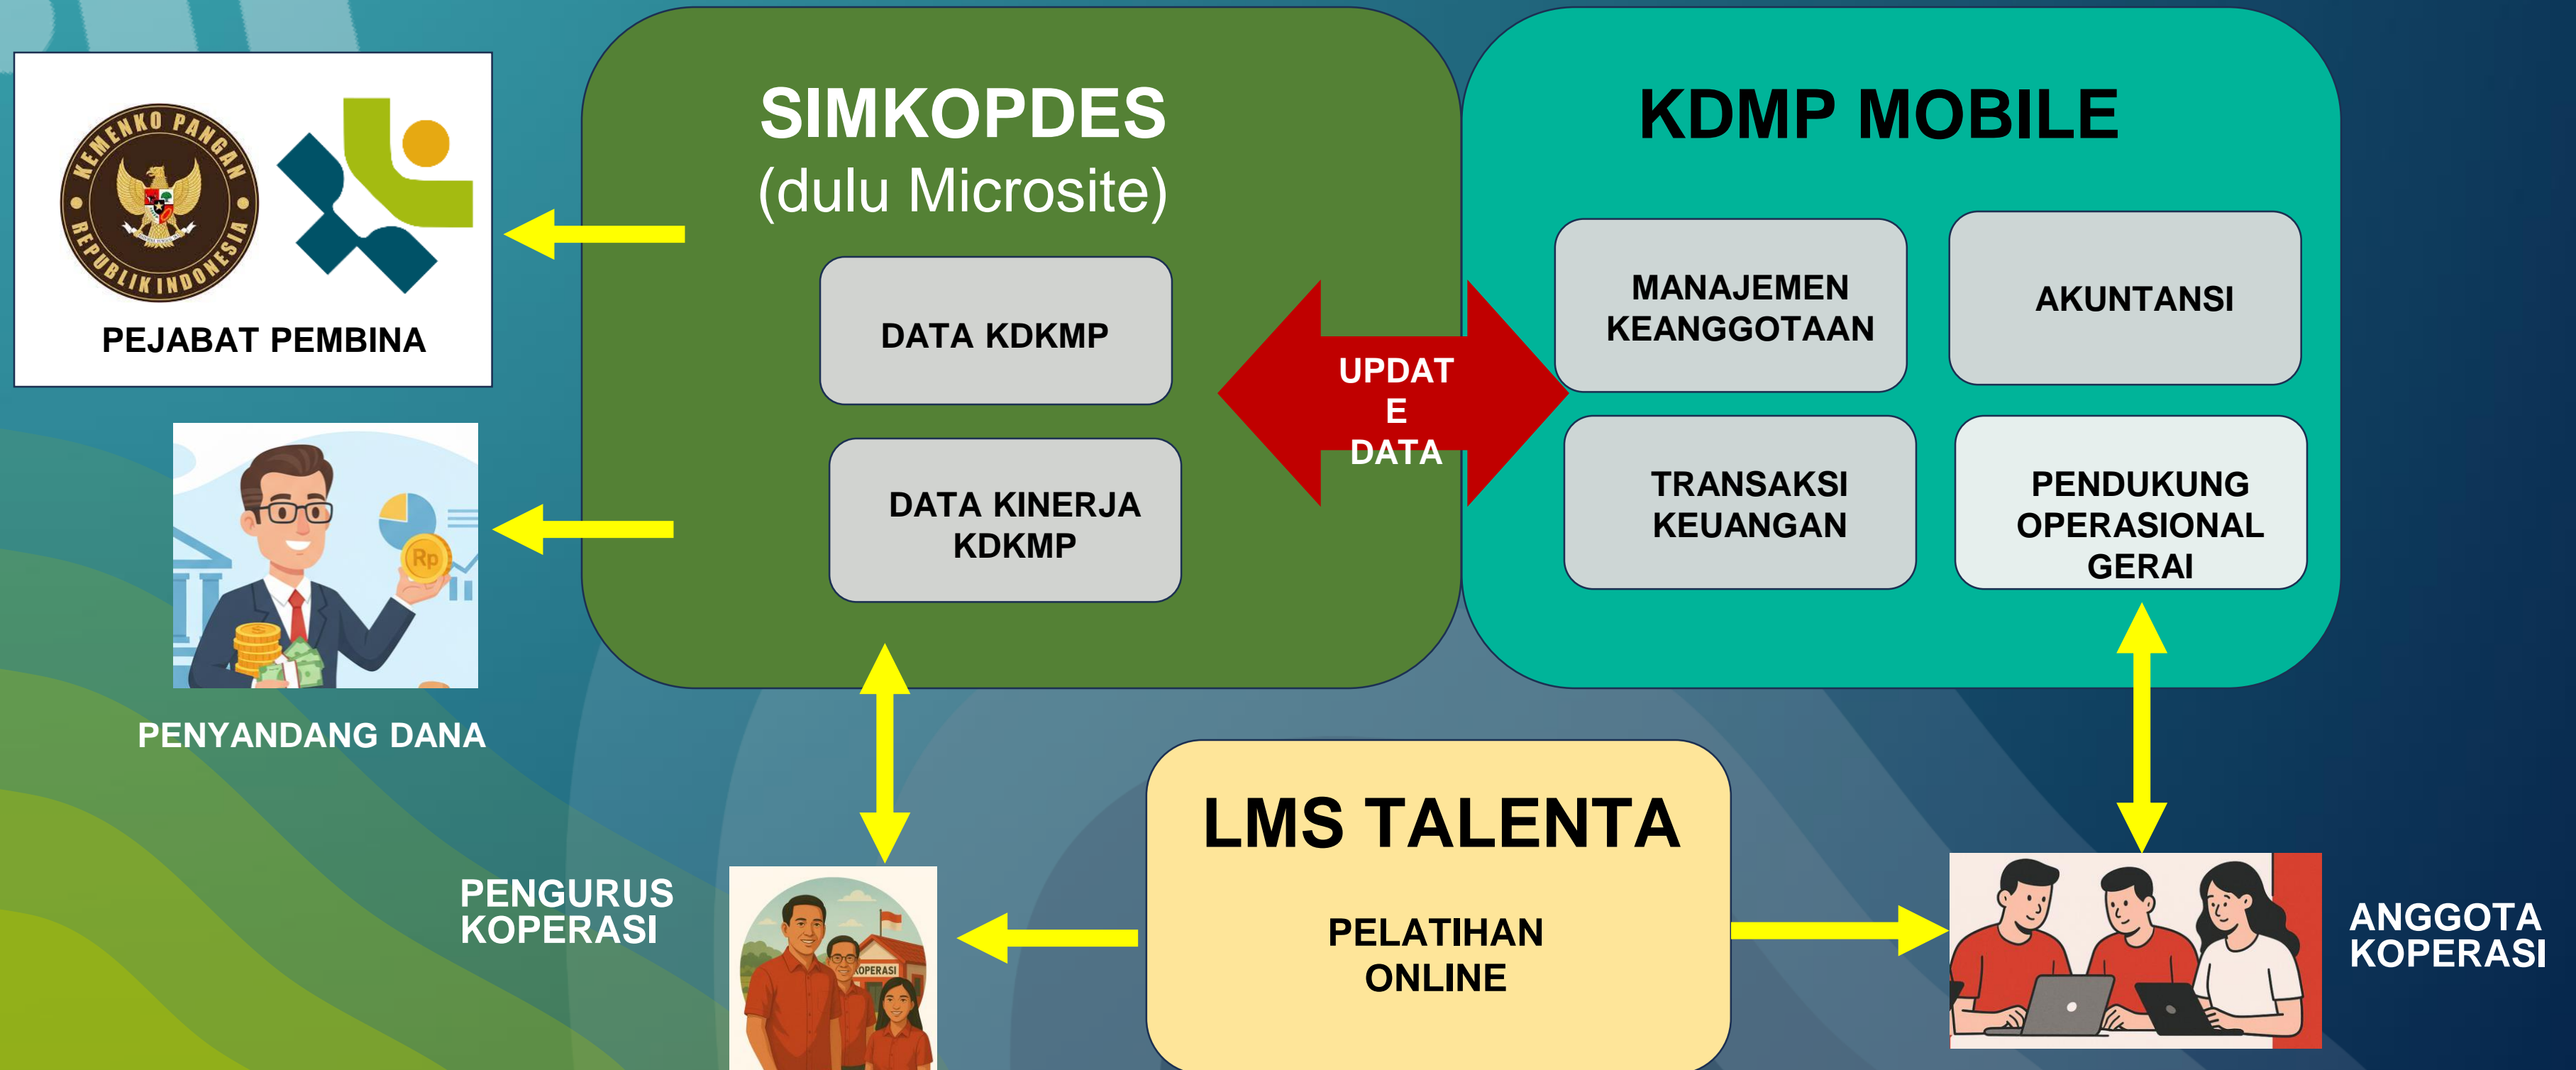 KEMENKO PANGAN
REPUBLIK INDONESIA
PEJABAT PEMBINA
Rp
PENYANDANG DANA
SIMKOPDES
(dulu Microsite)
DATA KDKMP
DATA KINERJA
KDKMP
UPDAT
E
DATA
KDMP MOBILE
MANAJEMEN
KEANGGOTAAN
AKUNTANSI
TRANSAKSI
KEUANGAN
PENDUKUNG
OPERASIONAL
GERAI
PENGURUS
KOPERASI
KOPERASI
LMS TALENTA
PELATIHAN
ONLINE
ANGGOTA
KOPERASI